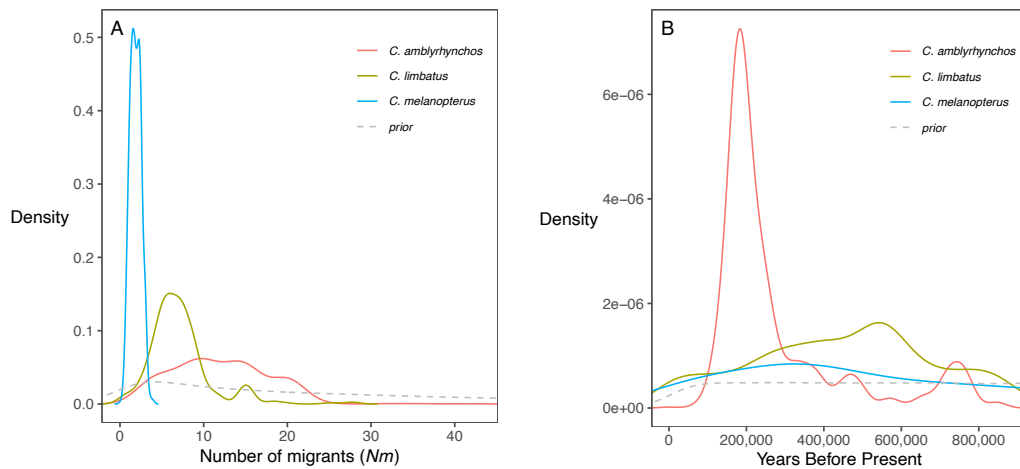 A
0.5
0.4
0.3
0.2
0.1
0.0
Density
0
10
20
30
40
Number of migrants (Nm)
C. amblyrhynchos
C. limbatus
C. melanopterus
prior
B
6e-06
4e-06
2e-06
0e+00
Density
0
200,000
400,000
600,000
800,000
Years Before Present
C. amblyrhynchos
C. limbatus
C. melanopterus
prior